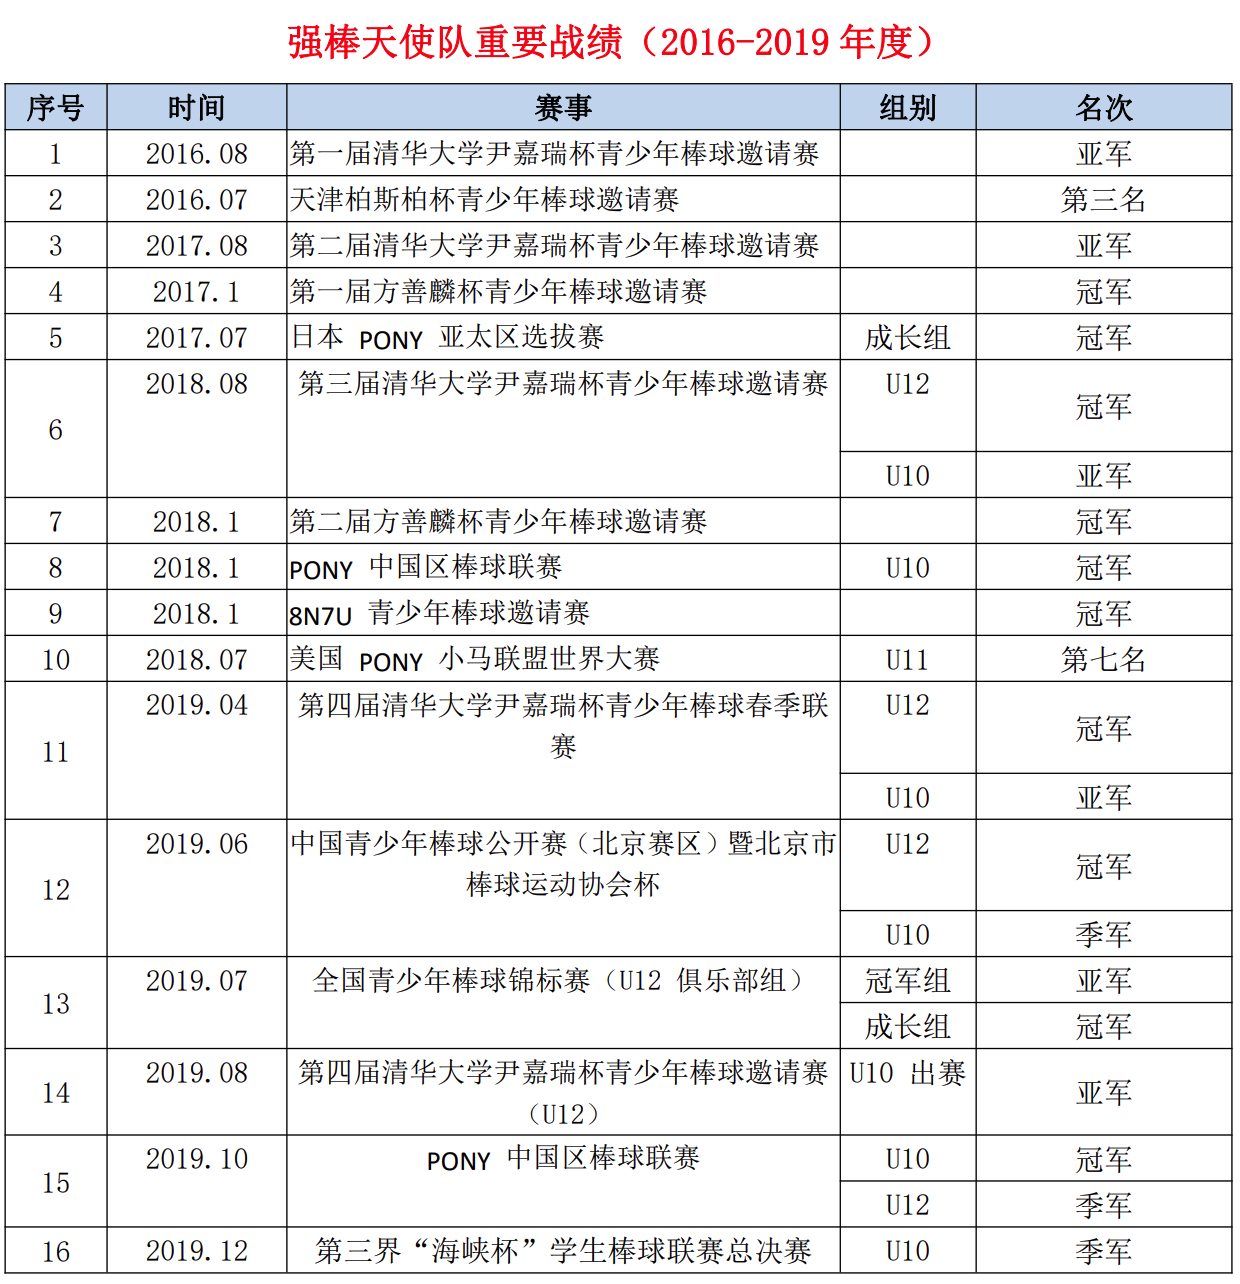 强棒天使队重要战绩（2016-2019 年度）
序号 时间 赛事 组别 名次
1 2016.08 第一届清华大学尹嘉瑞杯青少年棒球邀请赛 亚军
2 2016.07 天津柏斯柏杯青少年棒球邀请赛 第三名
3 2017.08 第二届清华大学尹嘉瑞杯青少年棒球邀请赛 亚军
4 2017.1 第一届方善麟杯青少年棒球邀请赛 冠军
5 2017.07 日本 PONY 亚太区选拔赛 成长组 冠军
6 2018.08 第三届清华大学尹嘉瑞杯青少年棒球邀请赛 U12 冠军
U10 亚军
7 2018.1 第二届方善麟杯青少年棒球邀请赛 冠军
8 2018.1 PONY 中国区棒球联赛 U10 冠军
9 2018.1 8N7U 青少年棒球邀请赛 冠军
10 2018.07 美国 PONY 小马联盟世界大赛 U11 第七名
11 2019.04 第四届清华大学尹嘉瑞杯青少年棒球春季联 U12 冠军
赛
U10 亚军
12 2019.06 中国青少年棒球公开赛（北京赛区）暨北京市 U12 冠军
棒球运动协会杯
U10 季军
13 2019.07 全国青少年棒球锦标赛（U12 俱乐部组） 冠军组 亚军
成长组 冠军
14 2019.08 第四届清华大学尹嘉瑞杯青少年棒球邀请赛 U10 出赛 亚军
（U12）
15 2019.10 PONY 中国区棒球联赛 U10 冠军
U12 季军
16 2019.12 第三界“海峡杯”学生棒球联赛总决赛 U10 季军